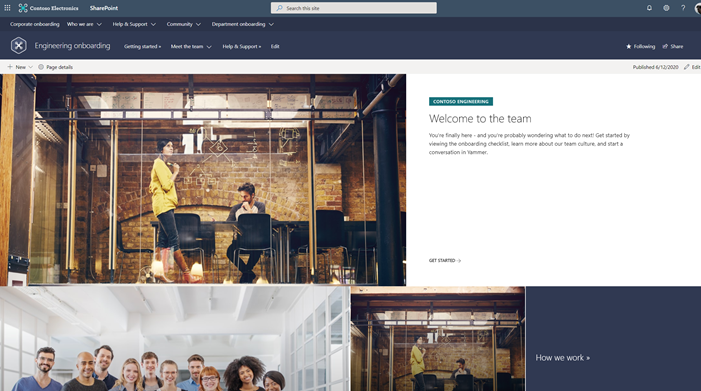 Contoso Electronics
SharePoint
Search this site
Corporate onboarding
Who we are
Help & Support
Community
Department onboarding
Engineering onboarding
Getting started
Meet the team
Help & Support
Edit
Following
Share
New
Page details
Published 6/12/2020
Edit
CONTOSO ENGINEERING
Welcome to the team
You're finally here - and you're probably wondering what to do next! Get started by
viewing the onboarding checklist, learn more about our team culture, and start a
conversation in Yammer.
GET STARTED
How we work »